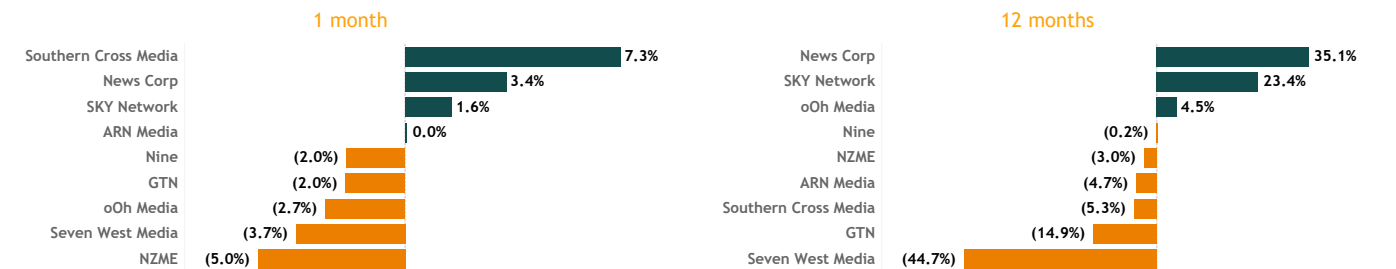 1 month
Southern Cross Media 7.3%
News Corp 3.4%
SKY Network 1.6%
ARN Media 0.0%
Nine (2.0%)
GTN (2.0%)
oOh Media (2.7%)
Seven West Media (3.7%)
NZME (5.0%)
12 months
News Corp 35.1%
SKY Network 23.4%
oOh Media 4.5%
Nine (0.2%)
NZME (3.0%)
ARN Media (4.7%)
Southern Cross Media (5.3%)
GTN (14.9%)
Seven West Media (44.7%)